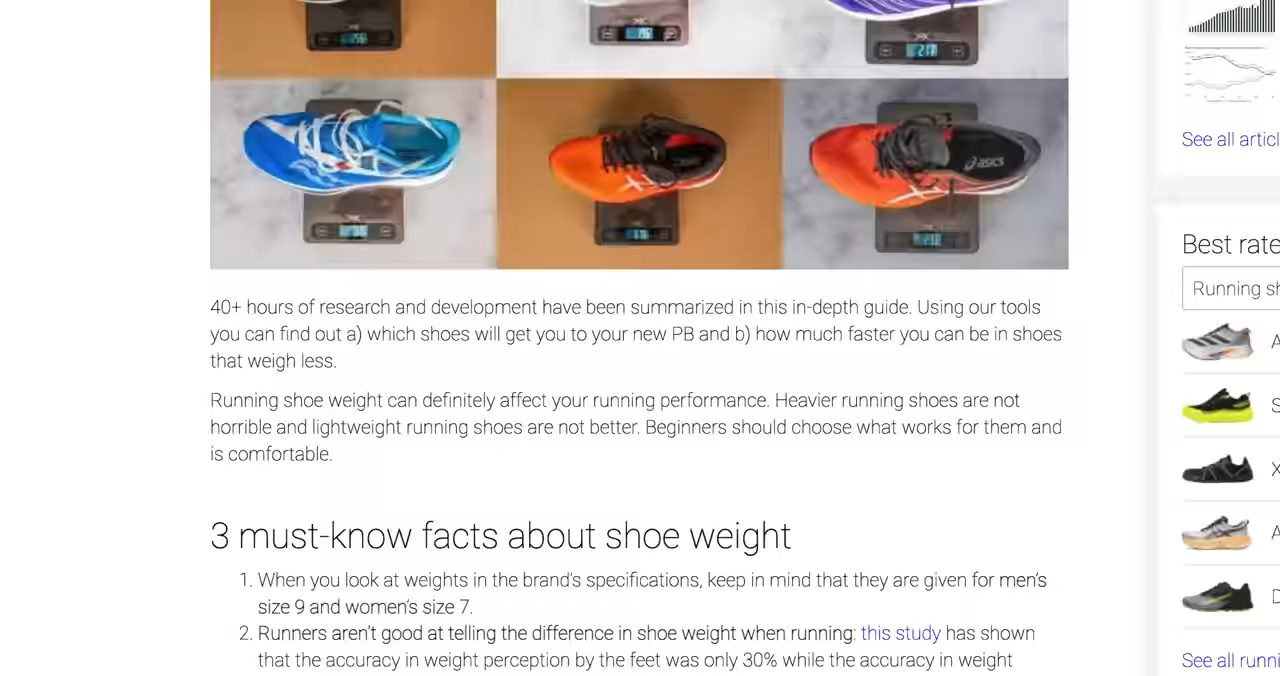 217
asics
40+ hours of research and development have been summarized in this in-depth guide. Using our tools
you can find out a) which shoes will get you to your new PB and b) how much faster you can be in shoes
that weigh less.
Running shoe weight can definitely affect your running performance. Heavier running shoes are not
horrible and lightweight running shoes are not better. Beginners should choose what works for them and
is comfortable.
3 must-know facts about shoe weight
1. When you look at weights in the brand’s specifications, keep in mind that they are given for men’s
size 9 and women’s size 7.
2. Runners aren’t good at telling the difference in shoe weight when running: this study has shown
that the accuracy in weight perception by the feet was only 30% while the accuracy in weight
See all articl
Best rate
Running sh
A
S
X
A
D
See all runni